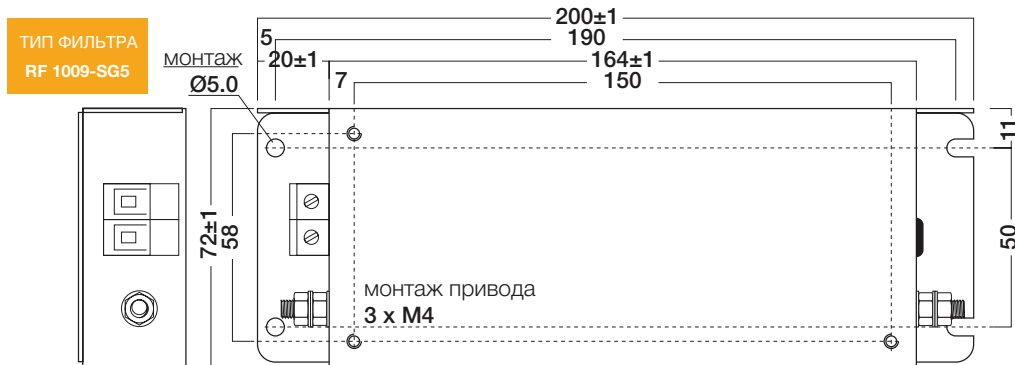 ТИП ФИЛЬТРА
RF 1009-SG5
200±1
5
190
монтаж
20±1
164±1
Ø5.0
7
150
11
72±1
58
50
монтаж привода
3 x M4